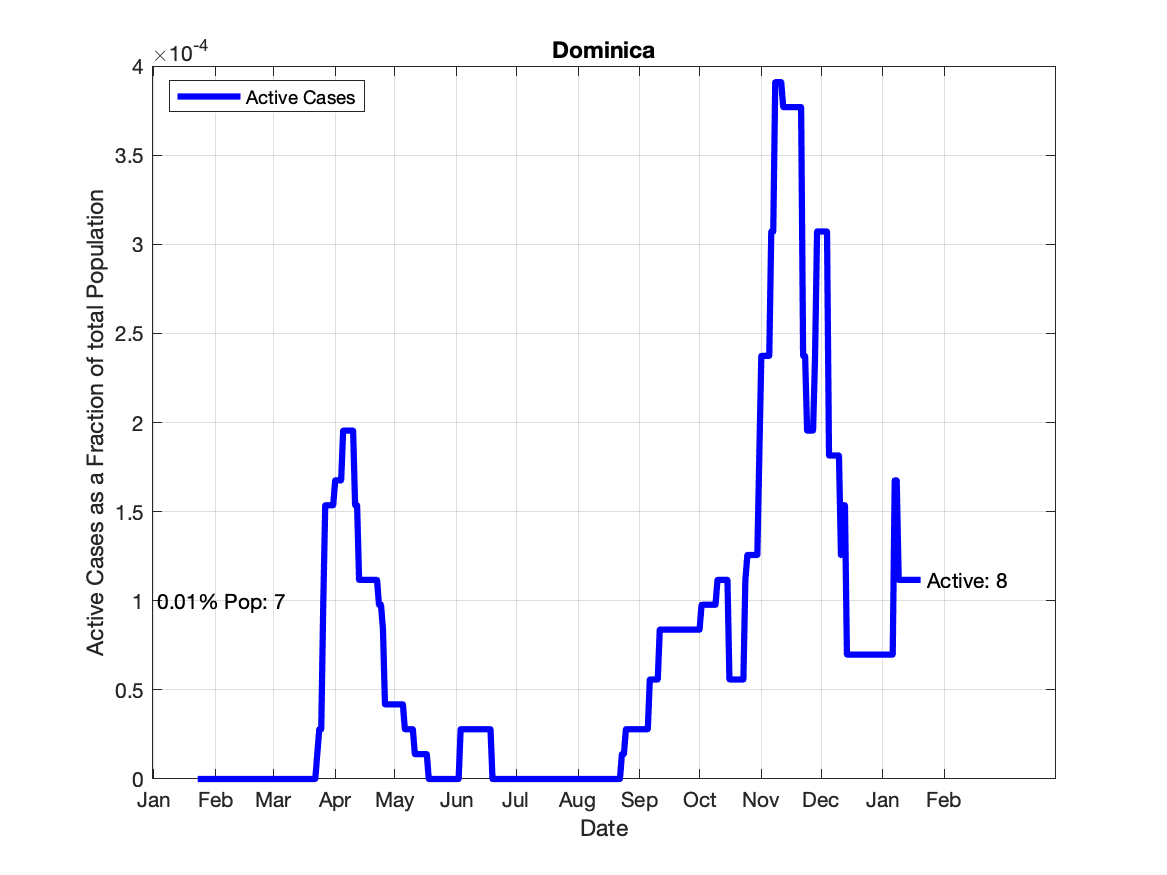 Dominica
×10-4
Active Cases
4
3.5
3
2.5
2
1.5
1
0.5
0
Active Cases as a Fraction of total Population
0.01% Pop: 7
Active: 8
Jan Feb Mar Apr May Jun Jul Aug Sep Oct Nov Dec Jan Feb
Date